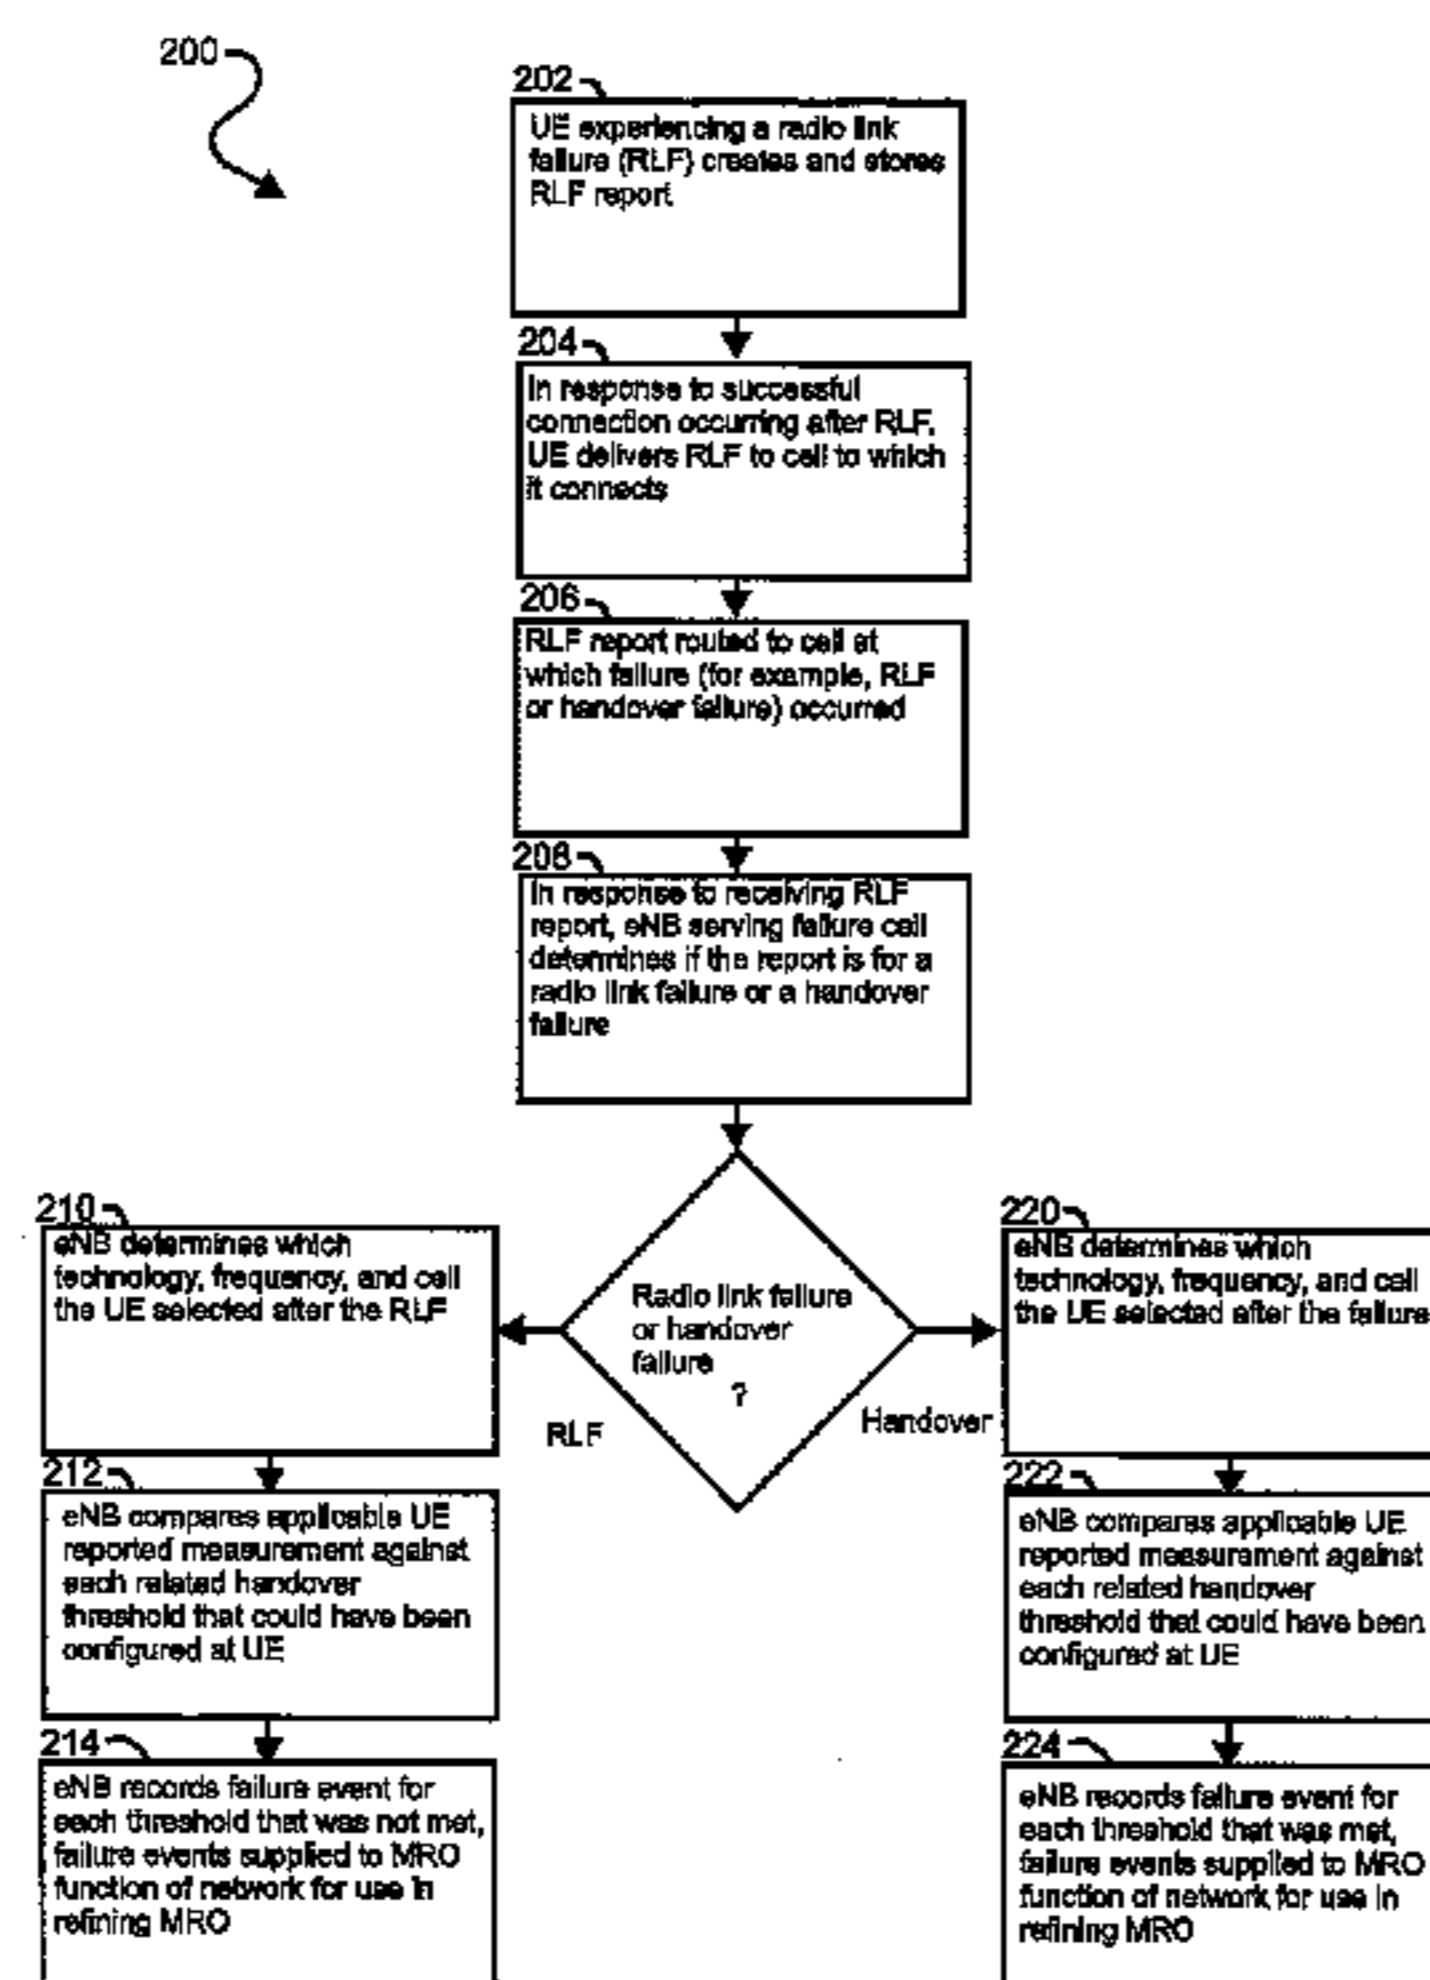 200
202
UE experiencing a radio link
failure (RLF) creates and stores
RLF report
204
In response to successful
connection occurring after RLF,
UE delivers RLF to cell to which
it connects
206
RLF report routed to cell at
which failure (for example, RLF
or handover failure) occurred
208
In response to receiving RLF
report, eNB serving failure cell
determines if the report is for a
radio link failure or a handover
failure
Radio link failure
or handover
failure
?
RLF
Handover
210
eNB determines which
technology, frequency, and cell
the UE selected after the RLF
212
eNB compares applicable UE
reported measurement against
each related handover
threshold that could have been
configured at UE
214
eNB records failure event for
each threshold that was not met,
failure events supplied to MRO
function of network for use in
refining MRO
220
eNB determines which
technology, frequency, and cell
the UE selected after the failure
222
eNB compares applicable UE
reported measurement against
each related handover
threshold that could have been
configured at UE
224
eNB records failure event for
each threshold that was met,
failure events supplied to MRO
function of network for use in
refining MRO